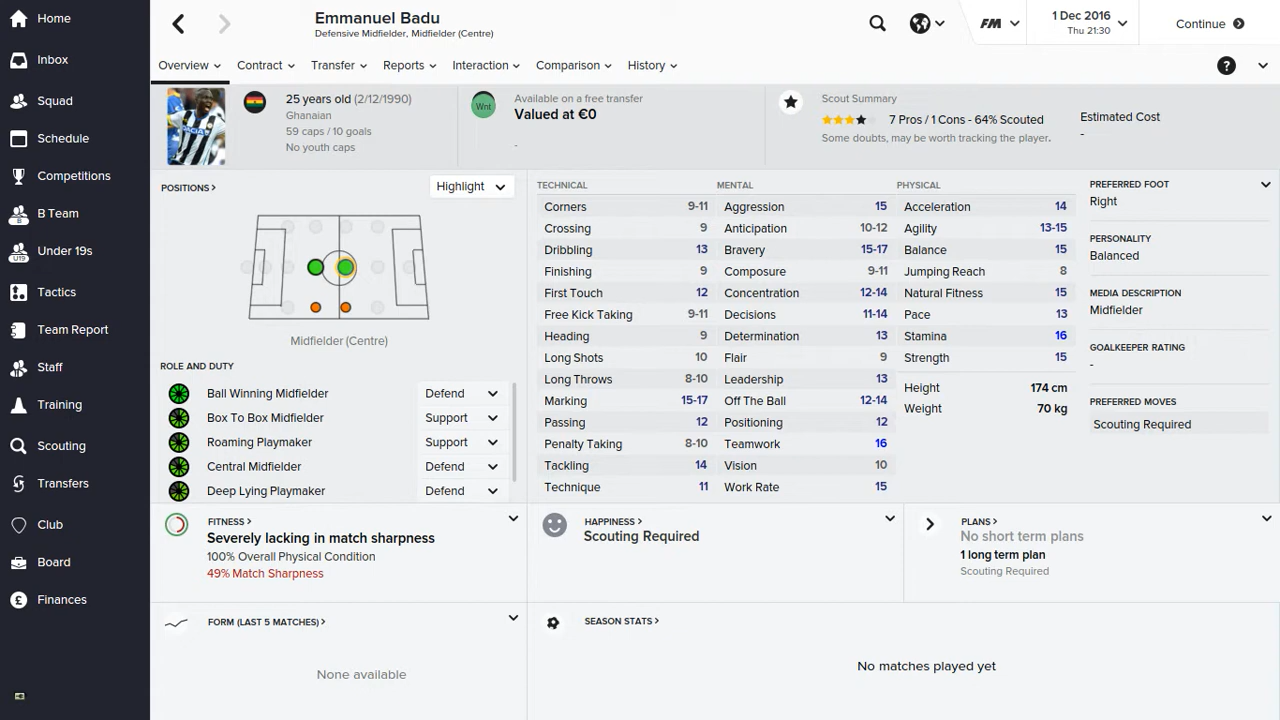 Home
Inbox
Squad
Schedule
Competitions
B Team
Under 19s
Tactics
Team Report
Staff
Training
Scouting
Transfers
Club
Board
Finances
Emmanuel Badu
Defensive Midfielder, Midfielder (Centre)
FM
1 Dec 2016
Thu 21:30
Continue
Overview
Contract
Transfer
Reports
Interaction
Comparison
History
25 years old (2/12/1990)
Ghanaian
59 caps / 10 goals
No youth caps
Wnt
Available on a free transfer
Valued at €0
-
Scout Summary
7 Pros / 1 Cons - 64% Scouted
Some doubts, may be worth tracking the player.
Estimated Cost
-
POSITIONS >
Highlight
Midfielder (Centre)
ROLE AND DUTY
Ball Winning Midfielder Defend
Box To Box Midfielder Support
Roaming Playmaker Support
Central Midfielder Defend
Deep Lying Playmaker Defend
TECHNICAL
Corners 9-11
Crossing 9
Dribbling 13
Finishing 9
First Touch 12
Free Kick Taking 9-11
Heading 9
Long Shots 10
Long Throws 8-10
Marking 15-17
Passing 12
Penalty Taking 8-10
Tackling 14
Technique 11
MENTAL
Aggression 15
Anticipation 10-12
Bravery 15-17
Composure 9-11
Concentration 12-14
Decisions 11-14
Determination 13
Flair 9
Leadership 13
Off The Ball 12-14
Positioning 12
Teamwork 16
Vision 10
Work Rate 15
PHYSICAL
Acceleration 14
Agility 13-15
Balance 15
Jumping Reach 8
Natural Fitness 15
Pace 13
Stamina 16
Strength 15
Height 174 cm
Weight 70 kg
PREFERRED FOOT
Right
PERSONALITY
Balanced
MEDIA DESCRIPTION
Midfielder
GOALKEEPER RATING
-
PREFERRED MOVES
Scouting Required
FITNESS >
Severely lacking in match sharpness
100% Overall Physical Condition
49% Match Sharpness
HAPPINESS >
Scouting Required
PLANS >
No short term plans
1 long term plan
Scouting Required
FORM (LAST 5 MATCHES) >
None available
SEASON STATS >
No matches played yet